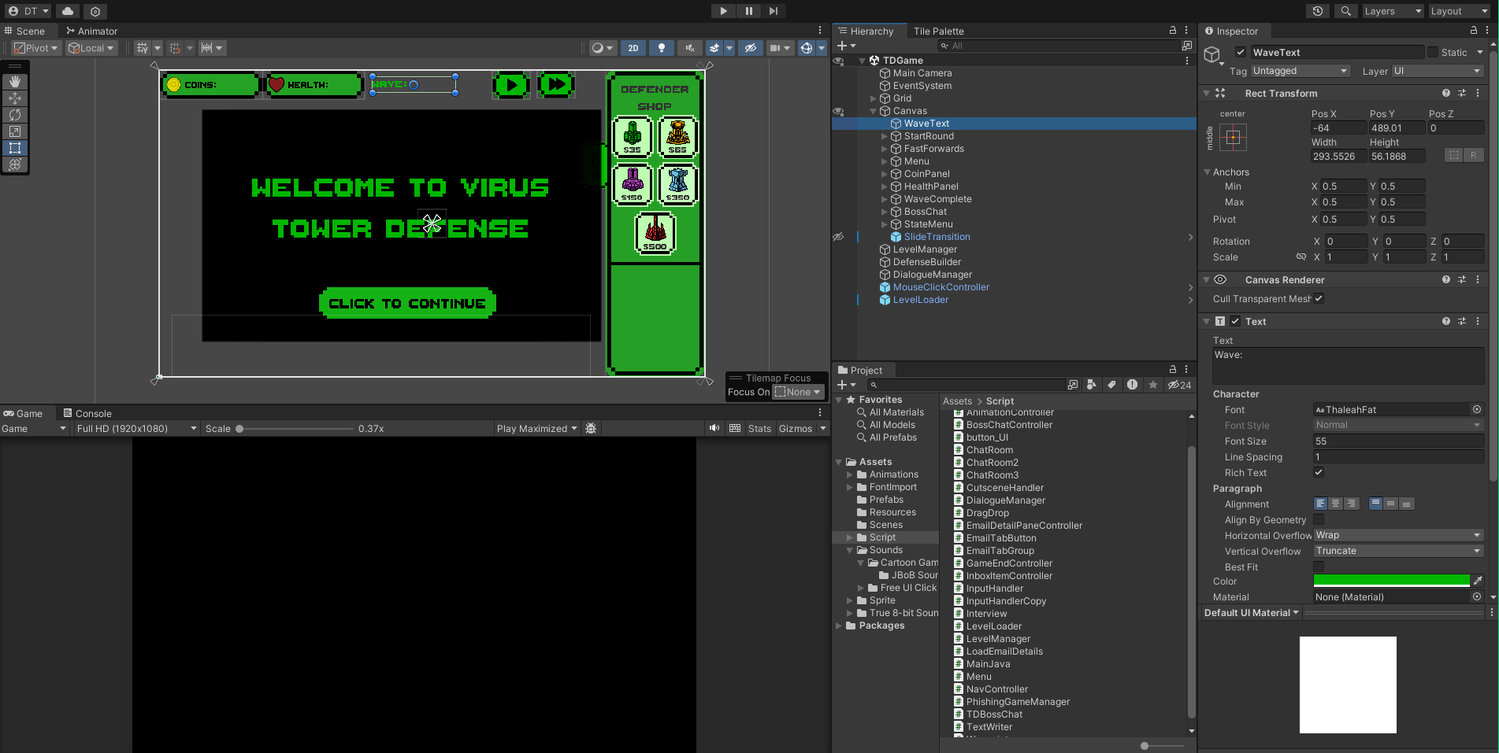 DT
Layers
Layout
Scene
Animator
Pivot
Local
2D
COINS:
HEALTH:
WAVE:
DEFENDER
SHOP
$35
$65
$150
$350
$500
WELCOME TO VIRUS
TOWER DEFENSE
CLICK TO CONTINUE
Tilemap Focus
Focus On None
Game
Console
Game
Full HD (1920x1080)
Scale
0.37x
Play Maximized
Stats
Gizmos
Hierarchy
Tile Palette
All
TDGame
Main Camera
EventSystem
Grid
Canvas
WaveText
StartRound
FastForwards
Menu
CoinPanel
HealthPanel
WaveComplete
BossChat
StateMenu
SlideTransition
LevelManager
DefenseBuilder
DialogueManager
MouseClickController
LevelLoader
Project
24
Favorites
All Materials
All Models
All Prefabs
Assets
Animations
FontImport
Prefabs
Resources
Scenes
Script
Sounds
Cartoon Gam
JBoB Sour
Free UI Click
Sprite
True 8-bit Soun
Packages
Assets > Script
AnimationController
BossChatController
button_UI
ChatRoom
ChatRoom2
ChatRoom3
CutsceneHandler
DialogueManager
DragDrop
EmailDetailPaneController
EmailTabButton
EmailTabGroup
GameEndController
InboxItemController
InputHandler
InputHandlerCopy
Interview
LevelLoader
LevelManager
LoadEmailDetails
MainJava
Menu
NavController
PhishingGameManager
TDBossChat
TextWriter
Inspector
WaveText
Static
Tag Untagged
Layer UI
Rect Transform
center
middle
Pos X Pos Y Pos Z
-64 489.01 0
Width Height
293.5526 56.1868
R
Anchors
Min X 0.5 Y 0.5
Max X 0.5 Y 0.5
Pivot X 0.5 Y 0.5
Rotation X 0 Y 0 Z 0
Scale X 1 Y 1 Z 1
Canvas Renderer
Cull Transparent Mesh
Text
Text
Wave:
Character
Font Aa ThaleahFat
Font Style Normal
Font Size 55
Line Spacing 1
Rich Text
Paragraph
Alignment
Align By Geometry
Horizontal Overflow Wrap
Vertical Overflow Truncate
Best Fit
Color
Material None (Material)
Default UI Material